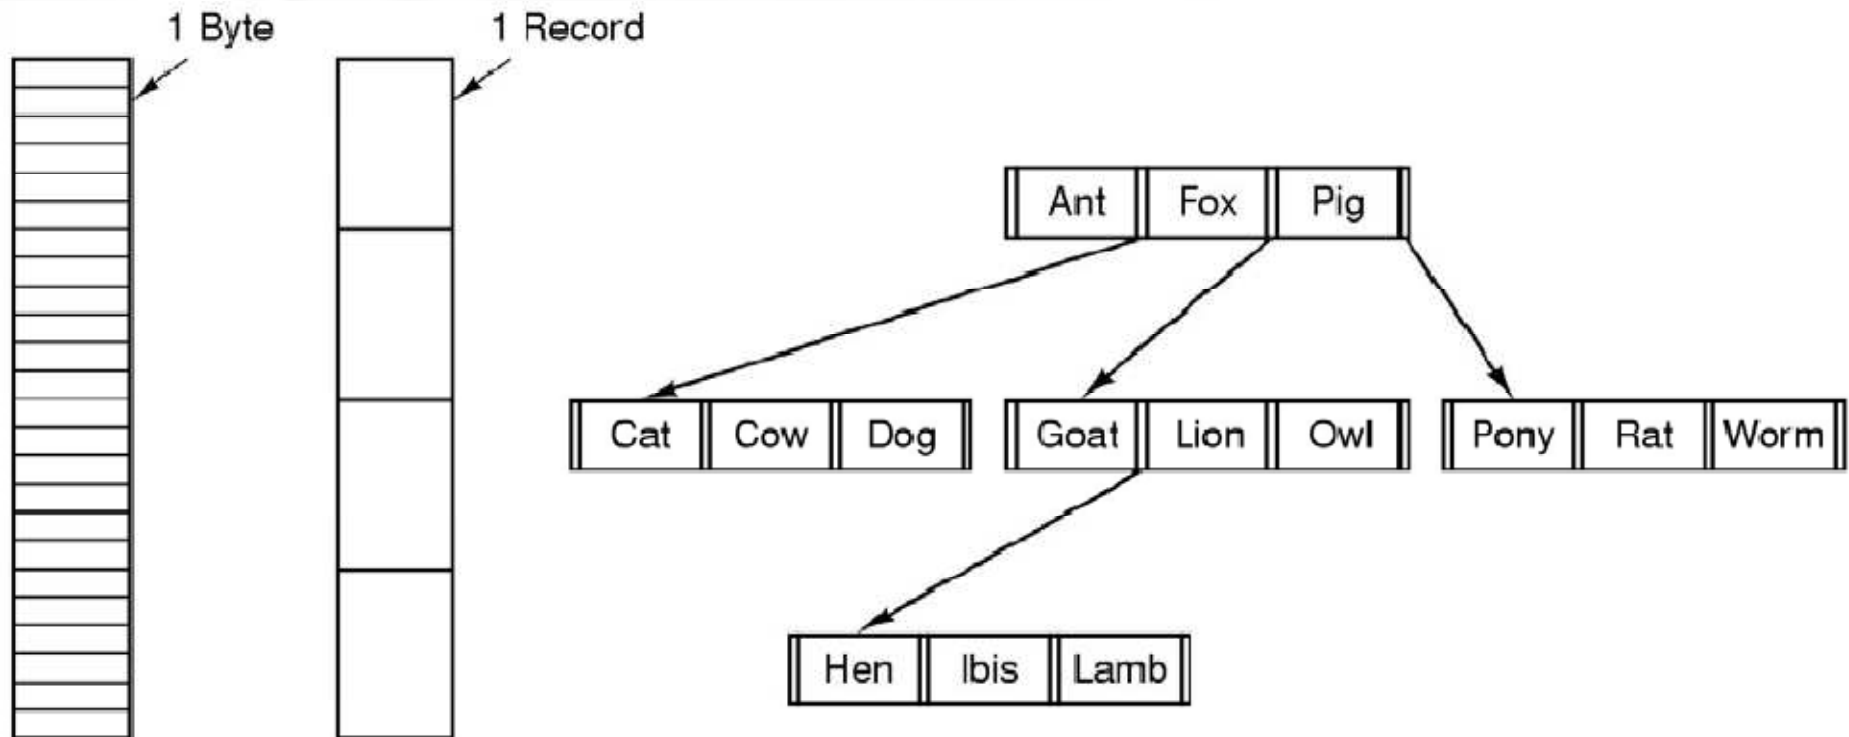 1 Byte
1 Record
Ant Fox Pig
Cat Cow Dog
Goat Lion Owl
Pony Rat Worm
Hen Ibis Lamb